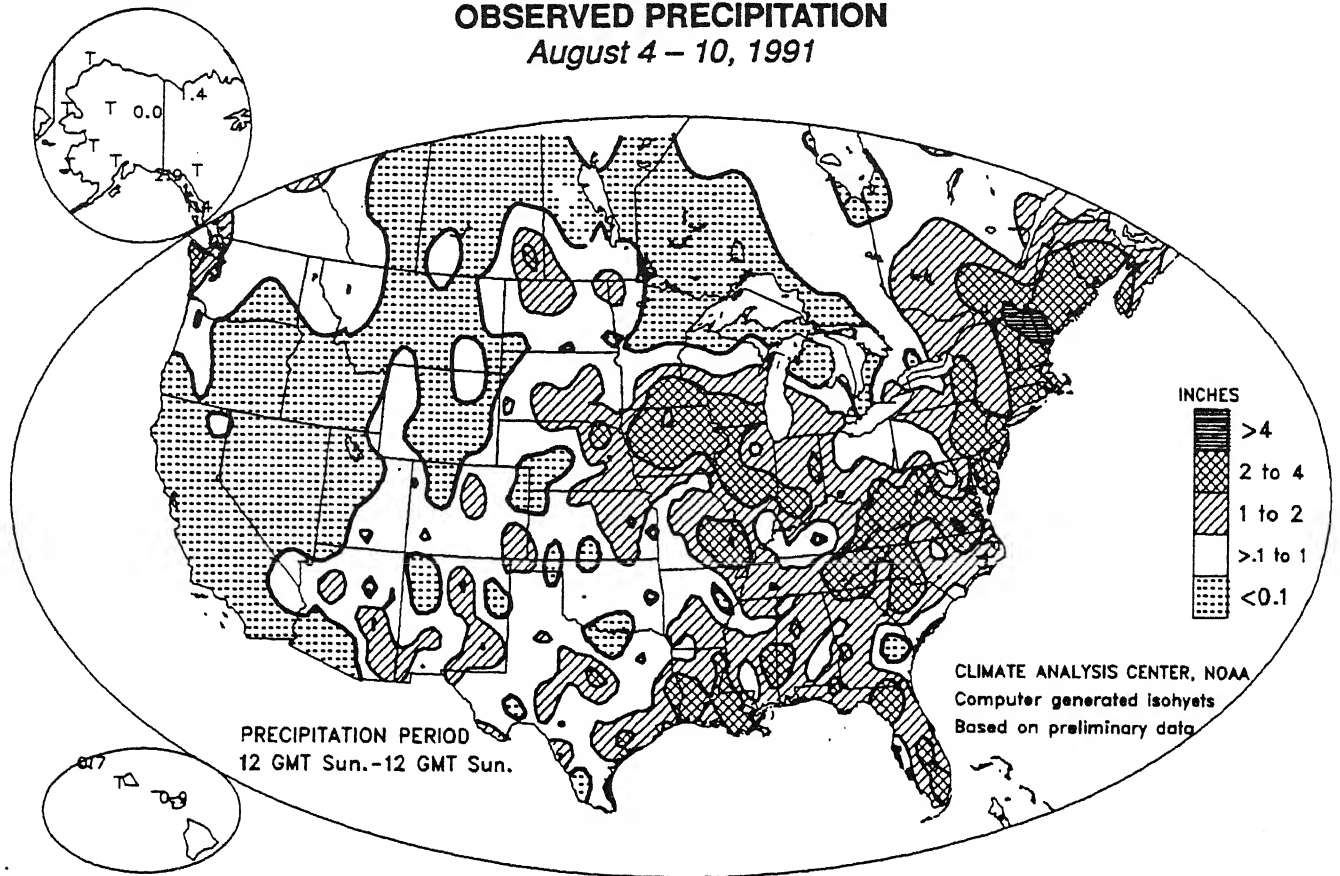 OBSERVED PRECIPITATION
August 4 – 10, 1991
T
T.4
T
T
0.0
T
T
T
T
INCHES
>4
2 to 4
1 to 2
>.1 to 1
<0.1
CLIMATE ANALYSIS CENTER, NOAA
Computer generated isohyets
Based on preliminary data
PRECIPITATION PERIOD
12 GMT Sun.-12 GMT Sun.
T